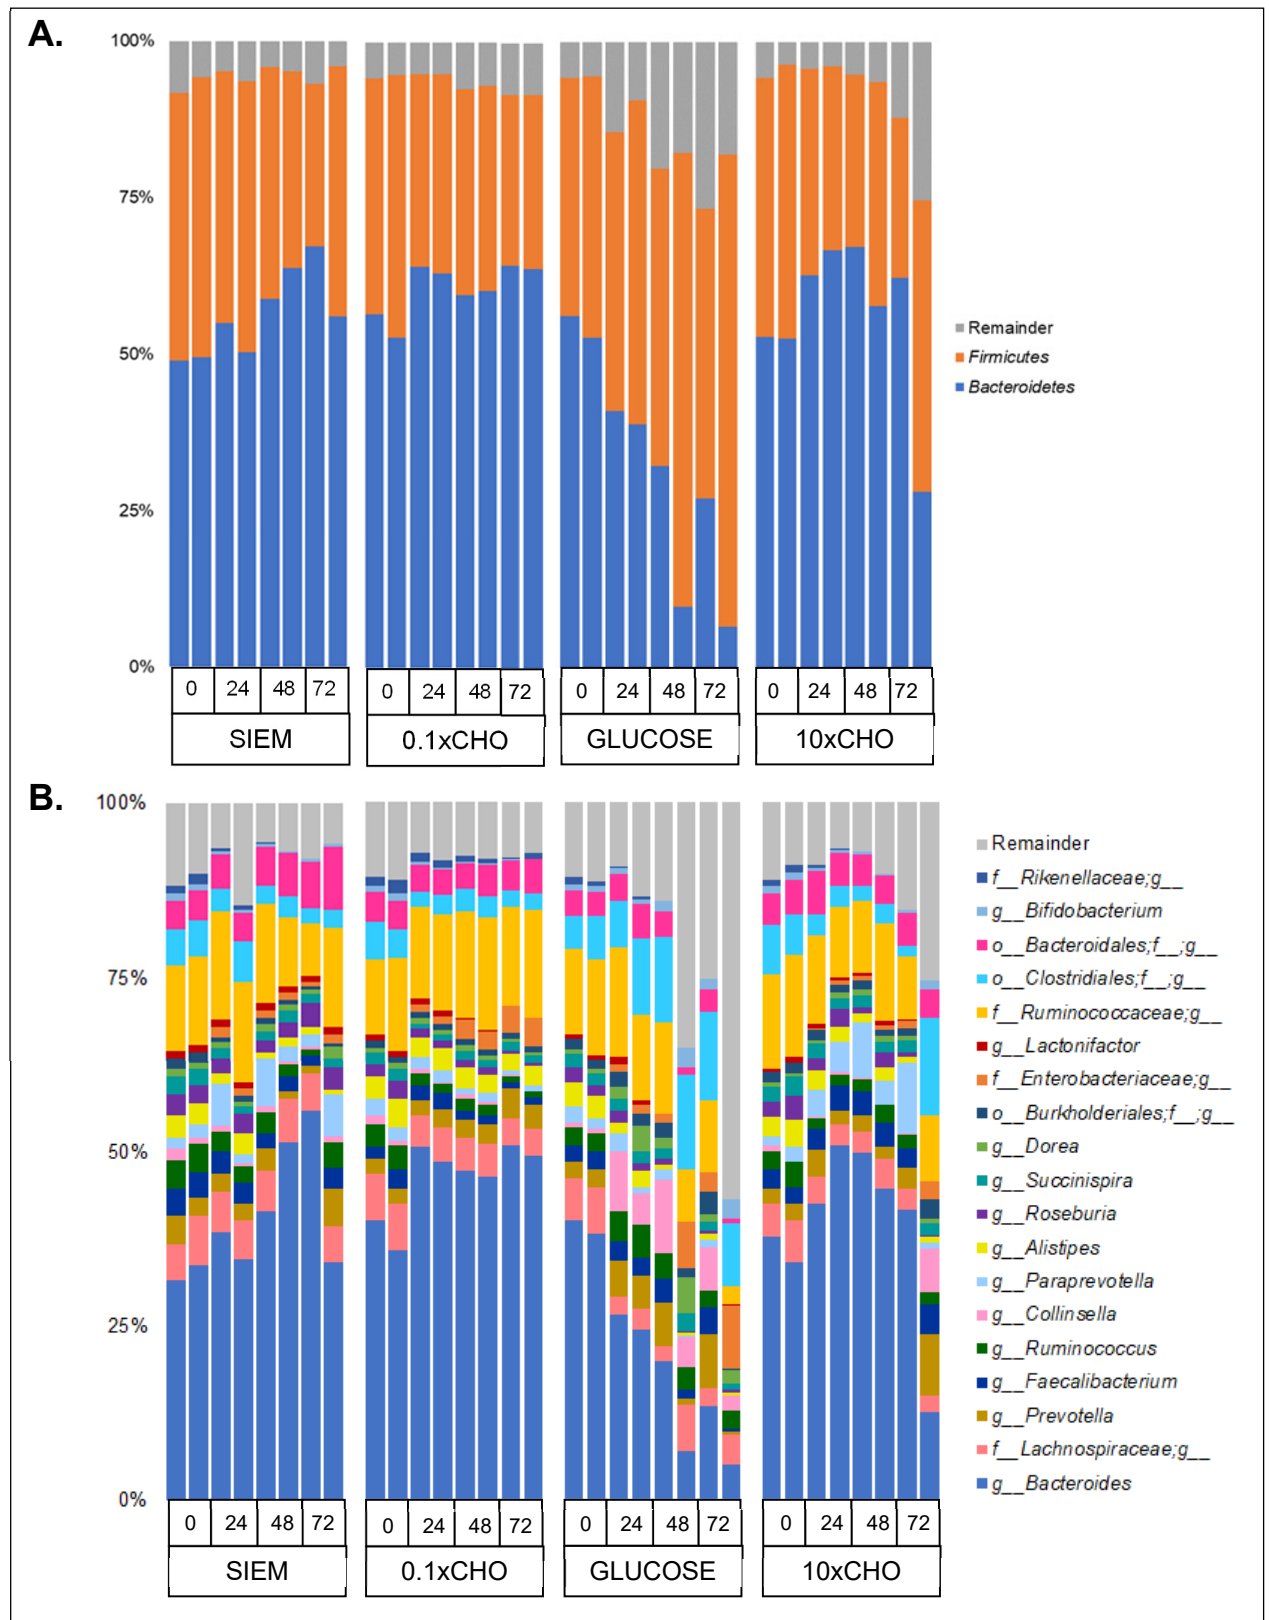 A.
100%
75%
50%
25%
0%
Remainder
Firmicutes
Bacteroidetes
0 24 48 72 0 24 48 72 0 24 48 72 0 24 48 72
SIEM 0.1xCHO GLUCOSE 10xCHO
B.
100%
75%
50%
25%
0%
Remainder
f__Rikenellaceae;g__
g__Bifidobacterium
o__Bacteroidales;f__;g__
o__Clostridiales;f__;g__
f__Ruminococcaceae;g__
g__Lactonifactor
f__Enterobacteriaceae;g__
o__Burkholderiales;f__;g__
g__Dorea
g__Succinispira
g__Roseburia
g__Alistipes
g__Paraprevotella
g__Collinsella
g__Ruminococcus
g__Faecalibacterium
g__Prevotella
f__Lachnospiraceae;g__
g__Bacteroides
0 24 48 72 0 24 48 72 0 24 48 72 0 24 48 72
SIEM 0.1xCHO GLUCOSE 10xCHO